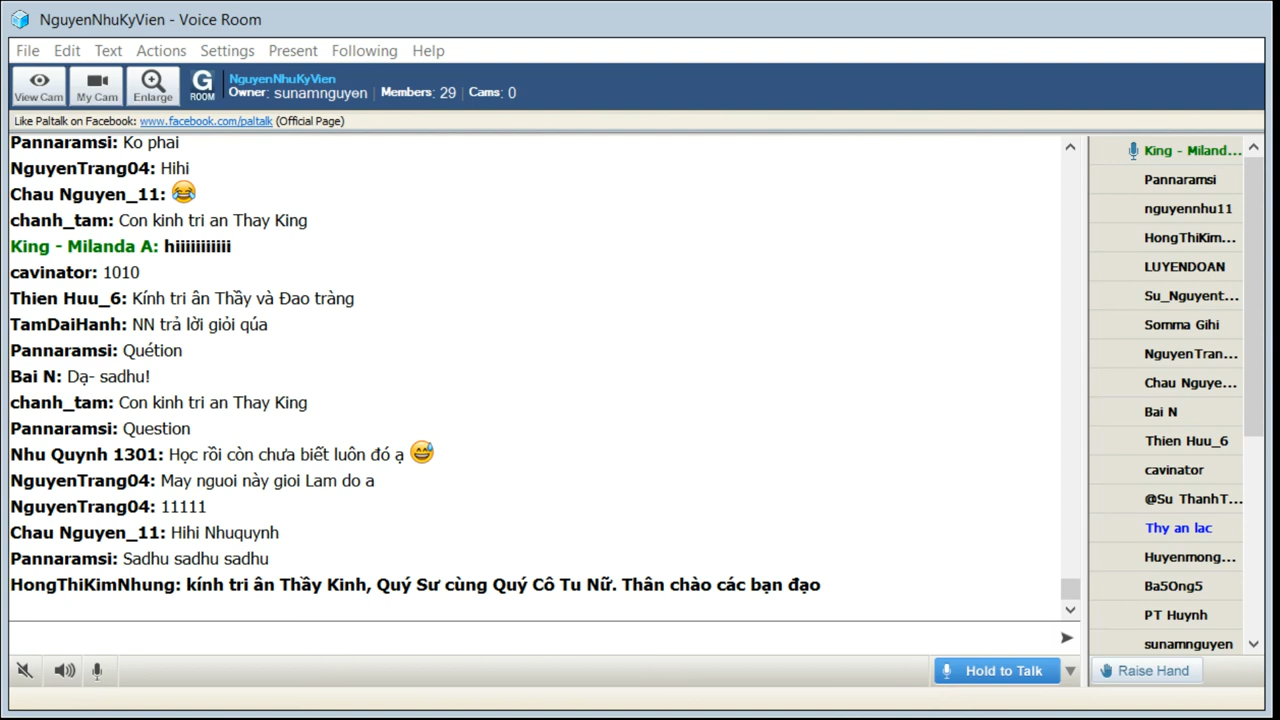 NguyenNhuKyVien - Voice Room
File Edit Text Actions Settings Present Following Help
View Cam
My Cam
Enlarge
G
ROOM
NguyenNhuKyVien
Owner: sunamnguyen | Members: 29 | Cams: 0
Like Paltalk on Facebook: www.facebook.com/paltalk (Official Page)
Pannaramsi: Ko phai
NguyenTrang04: Hihi
Chau Nguyen_11: 😂
chanh_tam: Con kinh tri an Thay King
King - Milanda A: hiiiiiiiiiii
cavinator: 1010
Thien Huu_6: Kính tri ân Thầy và Đao tràng
TamDaiHanh: NN trả lời giỏi qúa
Pannaramsi: Quétion
Bai N: Dạ- sadhu!
chanh_tam: Con kinh tri an Thay King
Pannaramsi: Question
Nhu Quynh 1301: Học rồi còn chưa biết luôn đó ạ 😅
NguyenTrang04: May nguoi này gioi Lam do a
NguyenTrang04: 11111
Chau Nguyen_11: Hihi Nhuquynh
Pannaramsi: Sadhu sadhu sadhu
HongThiKimNhung: kính tri ân Thầy Kinh, Quý Sư cùng Quý Cô Tu Nữ. Thân chào các bạn đạo
King - Miland...
Pannaramsi
nguyennhu11
HongThiKim...
LUYENDOAN
Su_Nguyent...
Somma Gihi
NguyenTran...
Chau Nguye...
Bai N
Thien Huu_6
cavinator
@Su ThanhT...
Thy an lac
Huyenmong...
Ba5Ong5
PT Huynh
sunamnguyen
Hold to Talk
Raise Hand